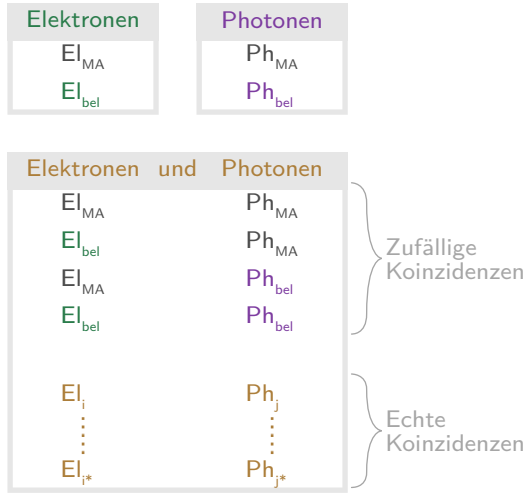 Elektronen Photonen
El_MA Ph_MA
El_bel Ph_bel
Elektronen und Photonen
El_MA Ph_MA
El_bel Ph_MA
El_MA Ph_bel
El_bel Ph_bel
Zufällige
Koinzidenzen
El_i Ph_j
El_i* Ph_j*
Echte
Koinzidenzen